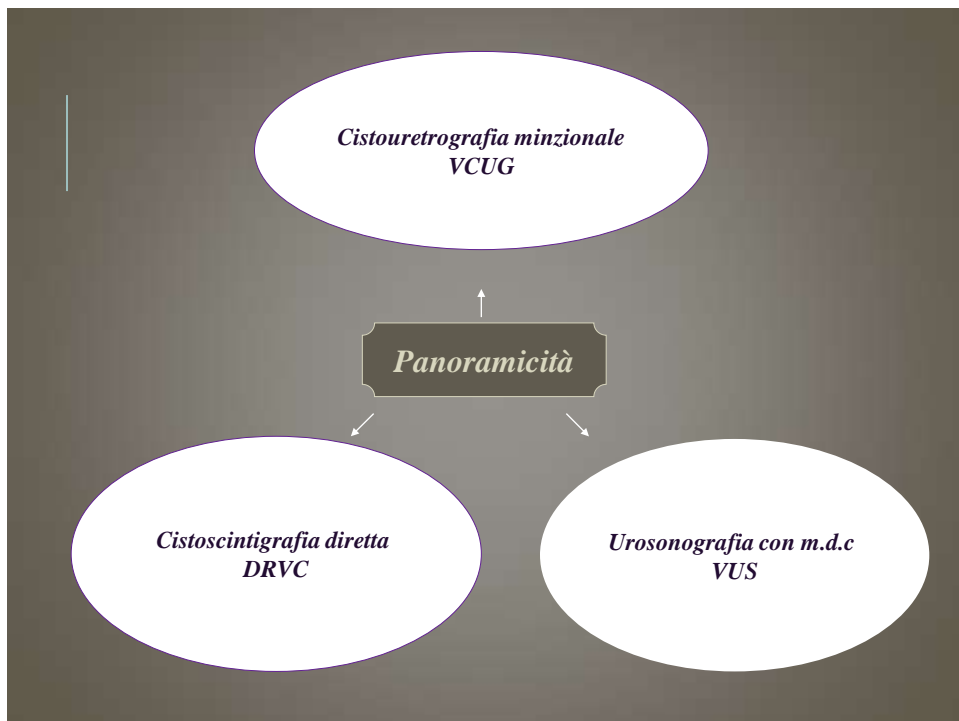 Cistouretrografia minzionale
VCUG
Panoramicità
Cistoscintigrafia diretta
DRVC
Urosonografia con m.d.c
VUS